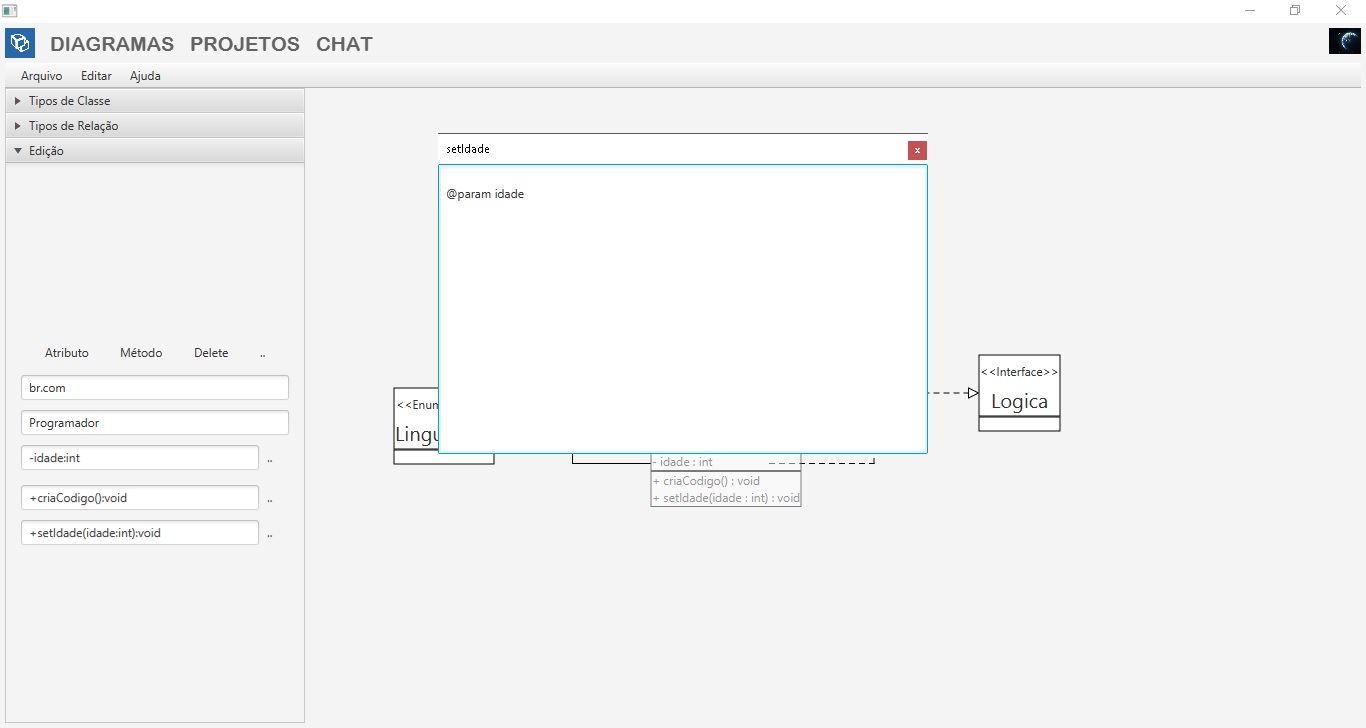 DIAGRAMAS PROJETOS CHAT
Arquivo Editar Ajuda
Tipos de Classe
Tipos de Relação
Edição
Atributo Método Delete ..
br.com
Programador
-idade:int ..
+criaCodigo():void ..
+setIdade(idade:int):void ..
setIdade x
@param idade
<<Enum
Lingu
- idade : int
+ criaCodigo() : void
+ setIdade(idade : int) : void
<<Interface>>
Logica